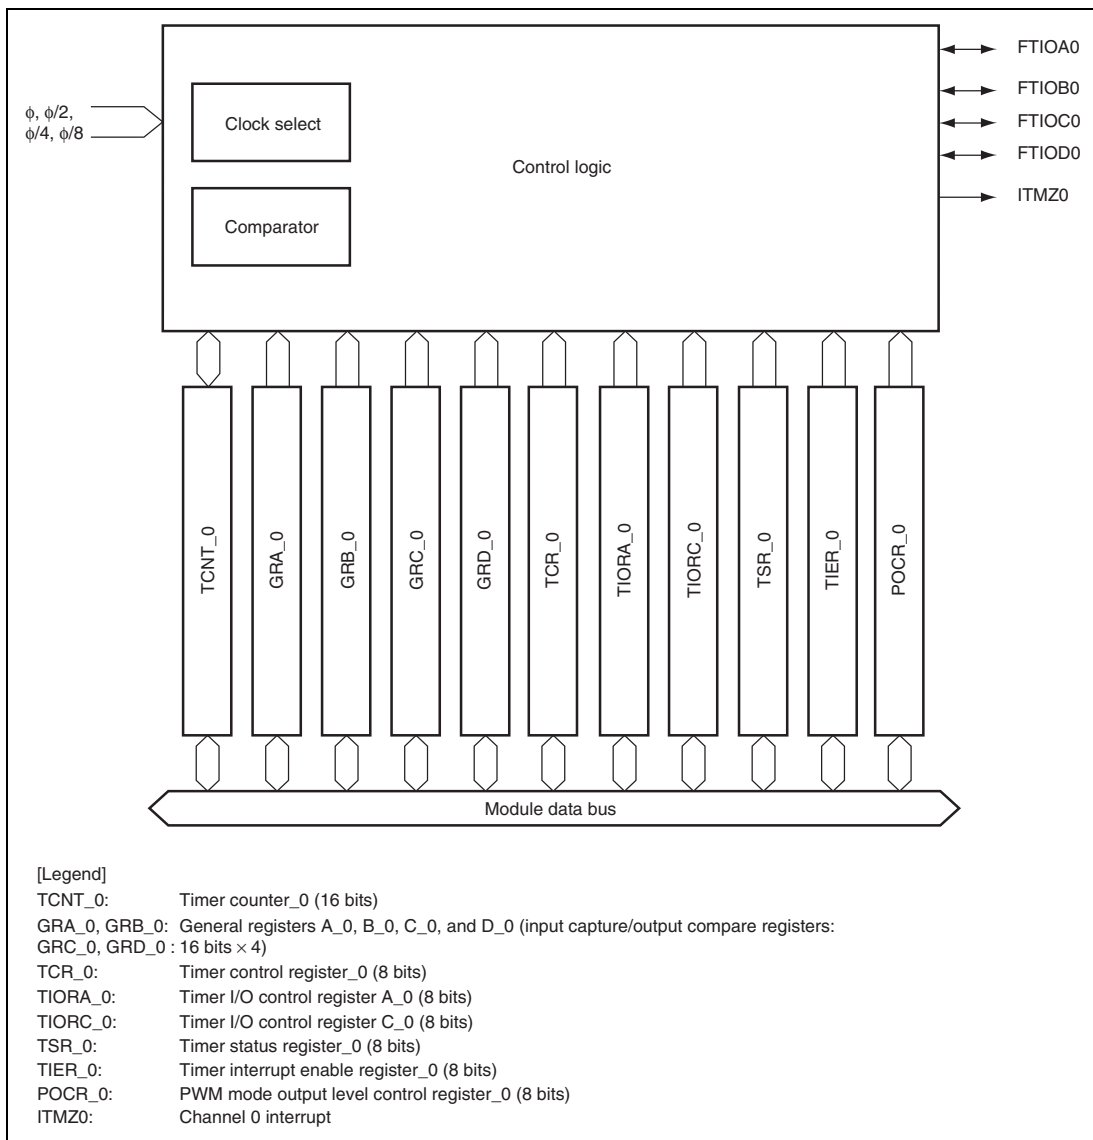 FTIOA0
φ, φ/2,
φ/4, φ/8
Clock select
FTIOB0
FTIOC0
Control logic
FTIOD0
Comparator
ITMZ0
TCNT_0
GRA_0
GRB_0
GRC_0
GRD_0
TCR_0
TIORA_0
TIORC_0
TSR_0
TIER_0
POCR_0
Module data bus
[Legend]
TCNT_0: Timer counter_0 (16 bits)
GRA_0, GRB_0: General registers A_0, B_0, C_0, and D_0 (input capture/output compare registers:
GRC_0, GRD_0 : 16 bits × 4)
TCR_0: Timer control register_0 (8 bits)
TIORA_0: Timer I/O control register A_0 (8 bits)
TIORC_0: Timer I/O control register C_0 (8 bits)
TSR_0: Timer status register_0 (8 bits)
TIER_0: Timer interrupt enable register_0 (8 bits)
POCR_0: PWM mode output level control register_0 (8 bits)
ITMZ0: Channel 0 interrupt